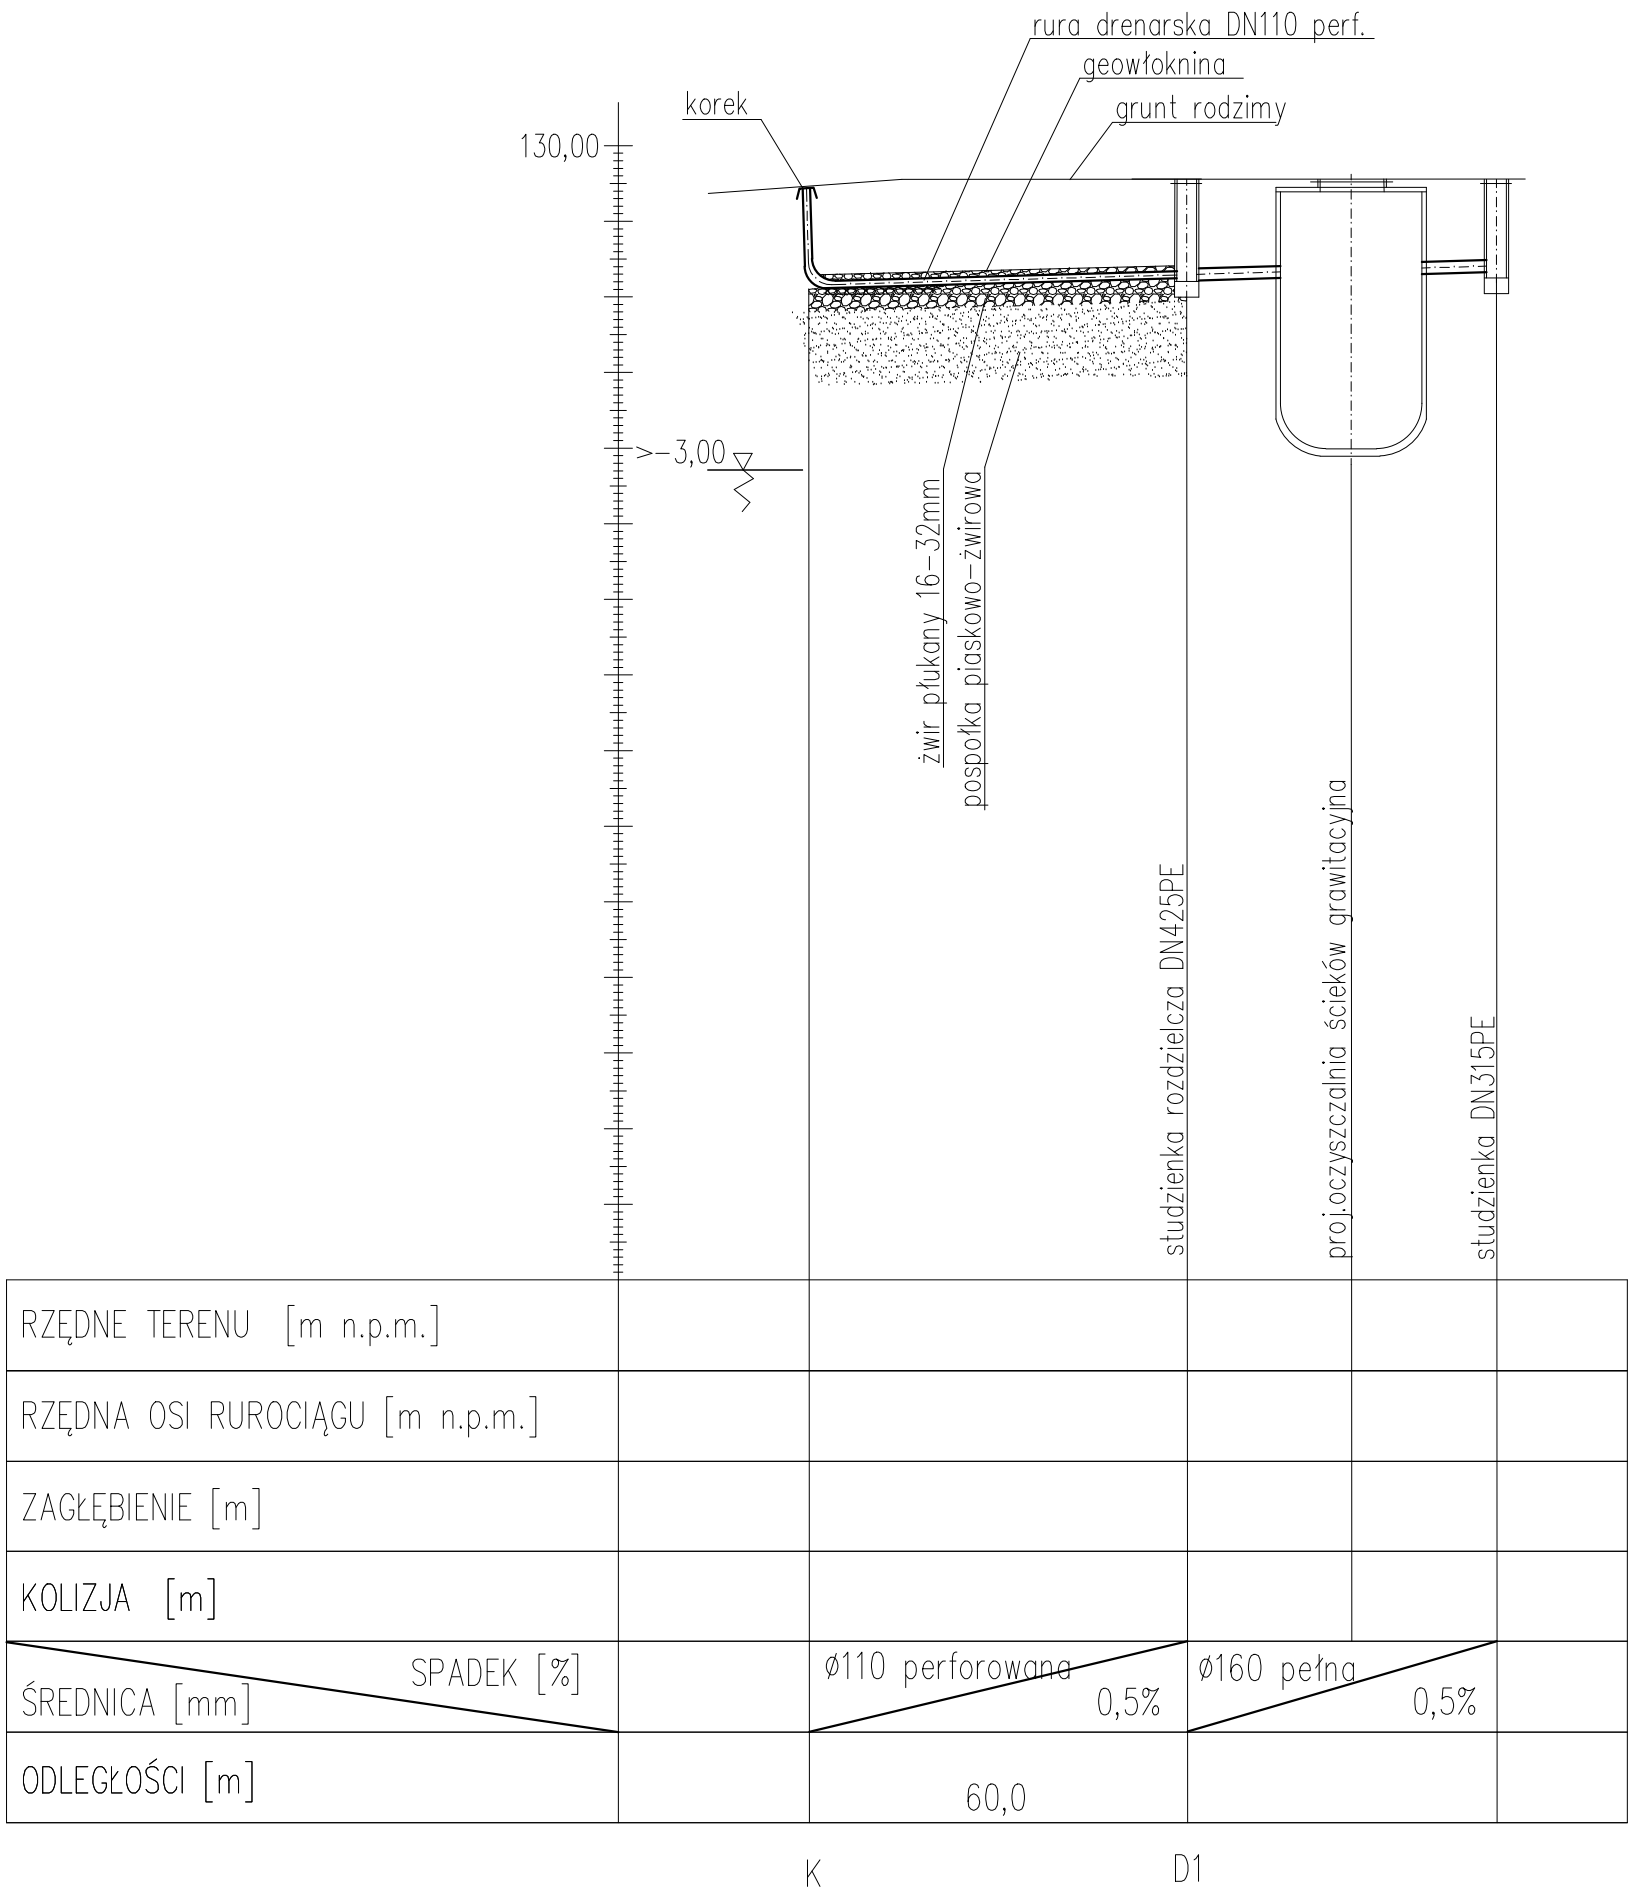 rura drenarska DN110 perf.
geowłoknina
grunt rodzimy
korek
130,00
>-3,00
żwir płukany 16-32mm
pospołka piaskowo-żwirowa
studzienka rozdzielcza DN425PE
proj.oczyszczalnia ścieków grawitacyjna
studzienka DN315PE
RZĘDNE TERENU [m n.p.m.]
RZĘDNA OSI RUROCIĄGU [m n.p.m.]
ZAGŁĘBIENIE [m]
KOLIZJA [m]
SPADEK [%]
ŚREDNICA [mm]
ø110 perforowana
0,5%
ø160 pełna
0,5%
ODLEGŁOŚCI [m]
60,0
K
D1